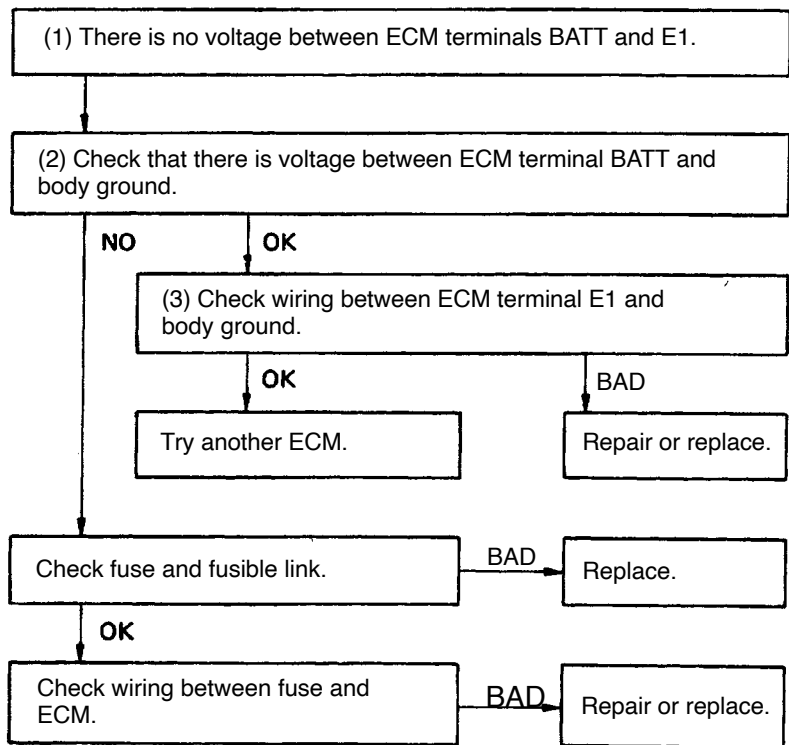 (1) There is no voltage between ECM terminals BATT and E1.
(2) Check that there is voltage between ECM terminal BATT and
body ground.
NO
OK
(3) Check wiring between ECM terminal E1 and
body ground.
OK
BAD
Try another ECM.
Repair or replace.
Check fuse and fusible link.
BAD
Replace.
OK
Check wiring between fuse and
ECM.
BAD
Repair or replace.